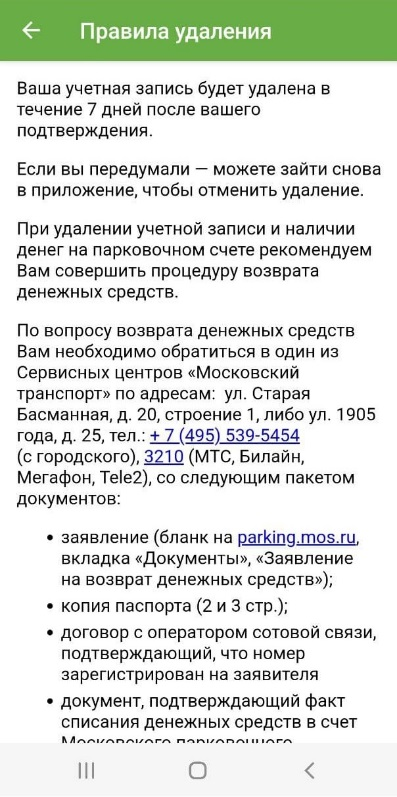 Правила удаления
Ваша учетная запись будет удалена в
течение 7 дней после вашего
подтверждения.
Если вы передумали — можете зайти снова
в приложение, чтобы отменить удаление.
При удалении учетной записи и наличии
денег на парковочном счете рекомендуем
Вам совершить процедуру возврата
денежных средств.
По вопросу возврата денежных средств
Вам необходимо обратиться в один из
Сервисных центров «Московский
транспорт» по адресам: ул. Старая
Басманная, д. 20, строение 1, либо ул. 1905
года, д. 25, тел.: + 7 (495) 539-5454
(с городского), 3210 (МТС, Билайн,
Мегафон, Tele2), со следующим пакетом
документов:
• заявление (бланк на parking.mos.ru,
вкладка «Документы», «Заявление
на возврат денежных средств»);
• копия паспорта (2 и 3 стр.);
• договор с оператором сотовой связи,
подтверждающий, что номер
зарегистрирован на заявителя
• документ, подтверждающий факт
списания денежных средств в счет
Московского парковочного